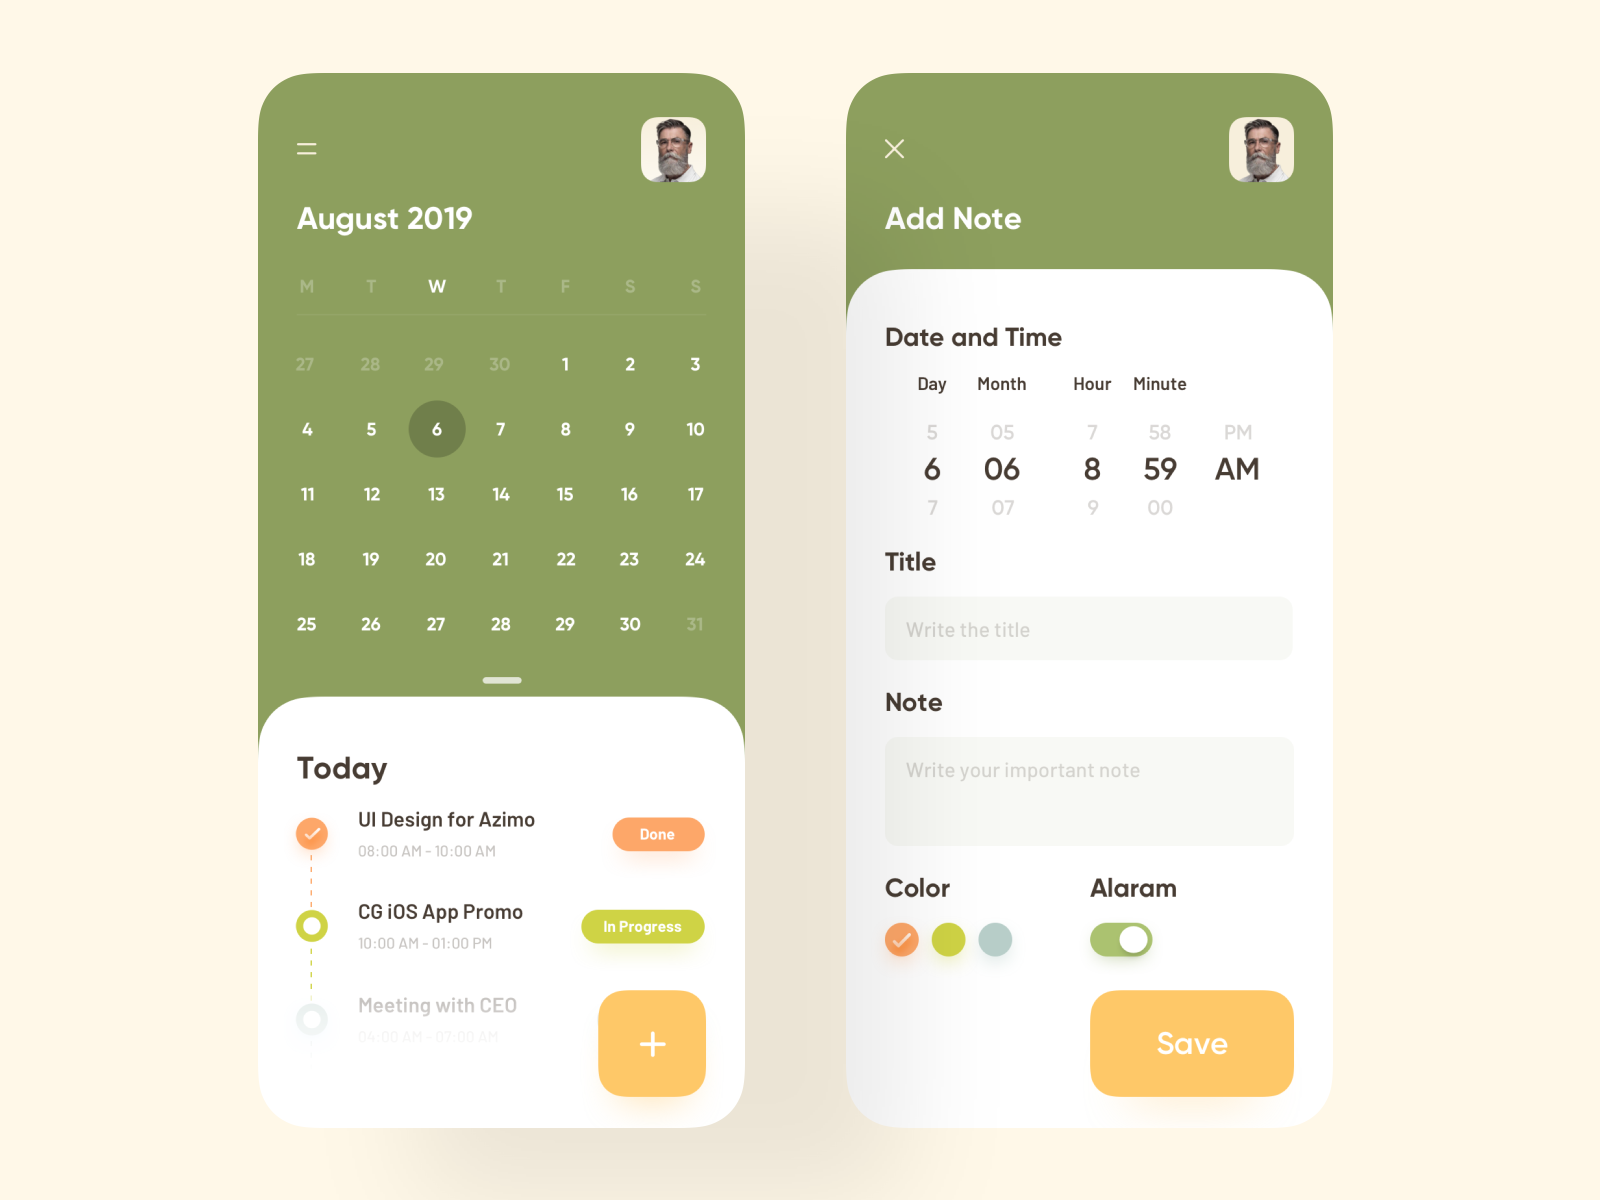 August 2019
M T W T F S S
27 28 29 30 1 2 3
4 5 6 7 8 9 10
11 12 13 14 15 16 17
18 19 20 21 22 23 24
25 26 27 28 29 30 31
Today
UI Design for Azimo
08:00 AM - 10:00 AM
Done
CG iOS App Promo
10:00 AM - 01:00 PM
In Progress
Meeting with CEO
04:00 AM - 07:00 AM
Add Note
Date and Time
Day Month Hour Minute
5 05 7 58 PM
6 06 8 59 AM
7 07 9 00
Title
Write the title
Note
Write your important note
Color Alaram
Save